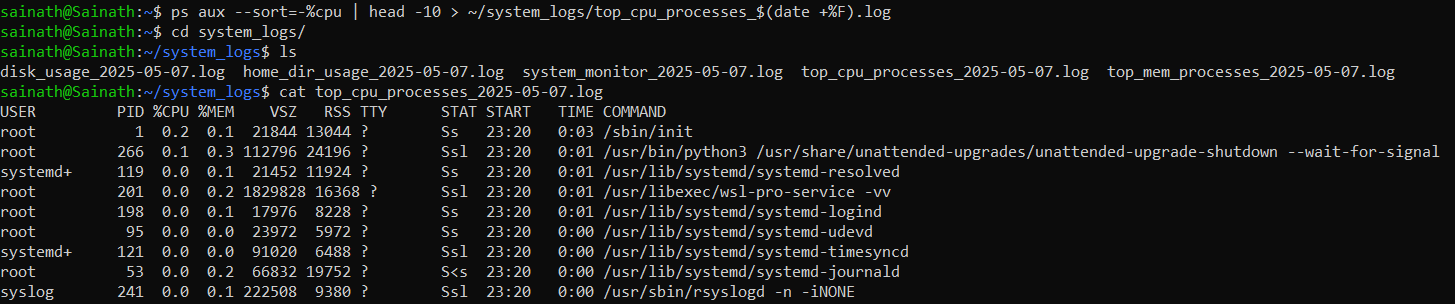 sainath@Sainath:~$ ps aux --sort=-%cpu | head -10 > ~/system_logs/top_cpu_processes_$(date +%F).log
sainath@Sainath:~$ cd system_logs/
sainath@Sainath:~/system_logs$ ls
disk_usage_2025-05-07.log  home_dir_usage_2025-05-07.log  system_monitor_2025-05-07.log  top_cpu_processes_2025-05-07.log  top_mem_processes_2025-05-07.log
sainath@Sainath:~/system_logs$ cat top_cpu_processes_2025-05-07.log
USER         PID %CPU %MEM    VSZ   RSS TTY      STAT START   TIME COMMAND
root           1  0.2  0.1  21844 13044 ?        Ss   23:20   0:03 /sbin/init
root         266  0.1  0.3 112796 24196 ?        Ssl  23:20   0:01 /usr/bin/python3 /usr/share/unattended-upgrades/unattended-upgrade-shutdown --wait-for-signal
systemd+     119  0.0  0.1  21452 11924 ?        Ss   23:20   0:01 /usr/lib/systemd/systemd-resolved
root         201  0.0  0.2 1829828 16368 ?       Ssl  23:20   0:01 /usr/libexec/wsl-pro-service -vv
root         198  0.0  0.1  17976  8228 ?        Ss   23:20   0:01 /usr/lib/systemd/systemd-logind
root          95  0.0  0.0  23972  5972 ?        Ss   23:20   0:00 /usr/lib/systemd/systemd-udevd
systemd+     121  0.0  0.0  91020  6488 ?        Ssl  23:20   0:00 /usr/lib/systemd/systemd-timesyncd
root          53  0.0  0.2  66832 19752 ?        S<s  23:20   0:00 /usr/lib/systemd/systemd-journald
syslog       241  0.0  0.1 222508  9380 ?        Ssl  23:20   0:00 /usr/sbin/rsyslogd -n -iNONE